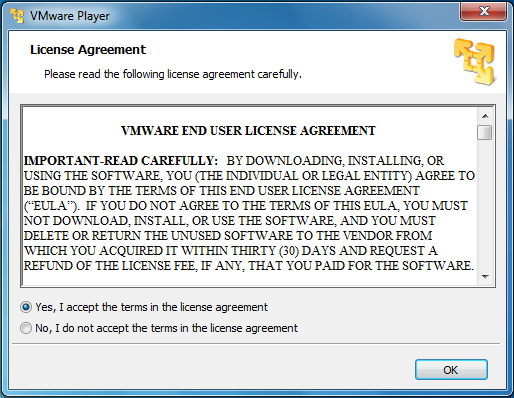 VMware Player
License Agreement
Please read the following license agreement carefully.
VMWARE END USER LICENSE AGREEMENT
IMPORTANT-READ CAREFULLY: BY DOWNLOADING, INSTALLING, OR
USING THE SOFTWARE, YOU (THE INDIVIDUAL OR LEGAL ENTITY) AGREE TO
BE BOUND BY THE TERMS OF THIS END USER LICENSE AGREEMENT
(“EULA”). IF YOU DO NOT AGREE TO THE TERMS OF THIS EULA, YOU MUST
NOT DOWNLOAD, INSTALL, OR USE THE SOFTWARE, AND YOU MUST
DELETE OR RETURN THE UNUSED SOFTWARE TO THE VENDOR FROM
WHICH YOU ACQUIRED IT WITHIN THIRTY (30) DAYS AND REQUEST A
REFUND OF THE LICENSE FEE, IF ANY, THAT YOU PAID FOR THE SOFTWARE.
Yes, I accept the terms in the license agreement
No, I do not accept the terms in the license agreement
OK